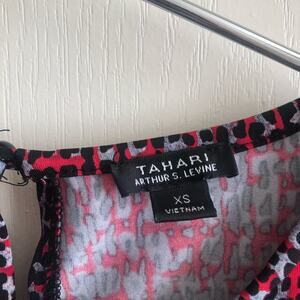 TAHARI
ARTHUR S. LEVINE
XS
VIETNAM